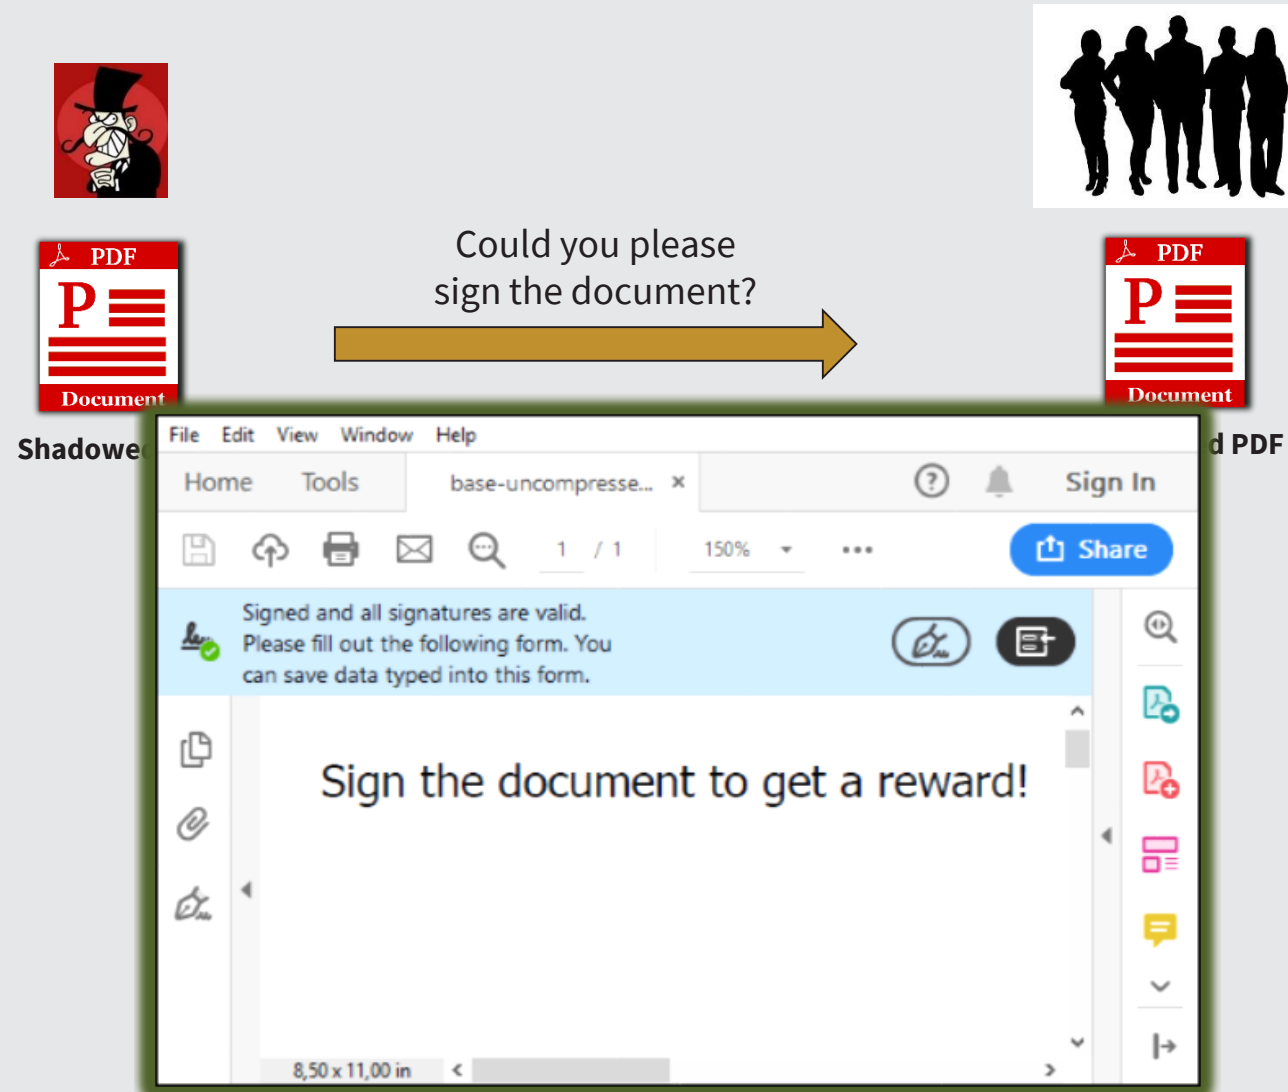 Could you please
sign the document?
PDF
P
Document
PDF
P
Document
d PDF
File Edit View Window Help
Home Tools base-uncompresse... × ? Sign In
1 / 1 150% ... Share
Signed and all signatures are valid.
Please fill out the following form. You
can save data typed into this form.
Sign the document to get a reward!
8,50 x 11,00 in